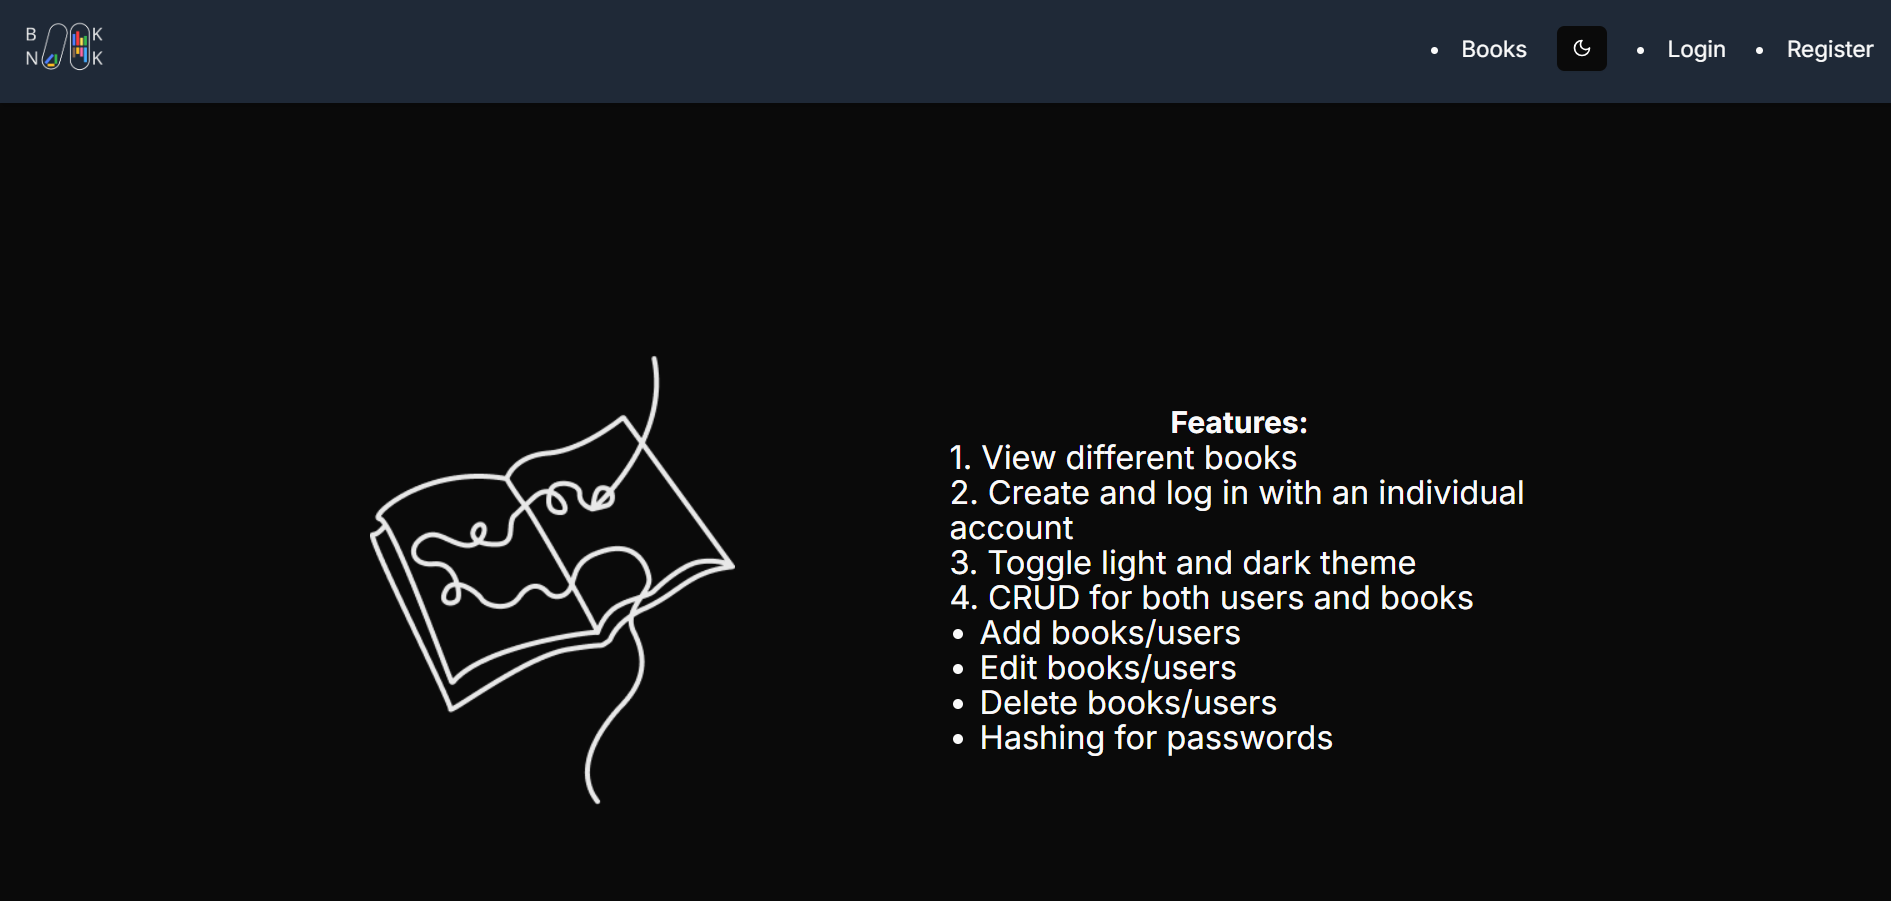 B K
N K
• Books
• Login
• Register
Features:
1. View different books
2. Create and log in with an individual
account
3. Toggle light and dark theme
4. CRUD for both users and books
• Add books/users
• Edit books/users
• Delete books/users
• Hashing for passwords